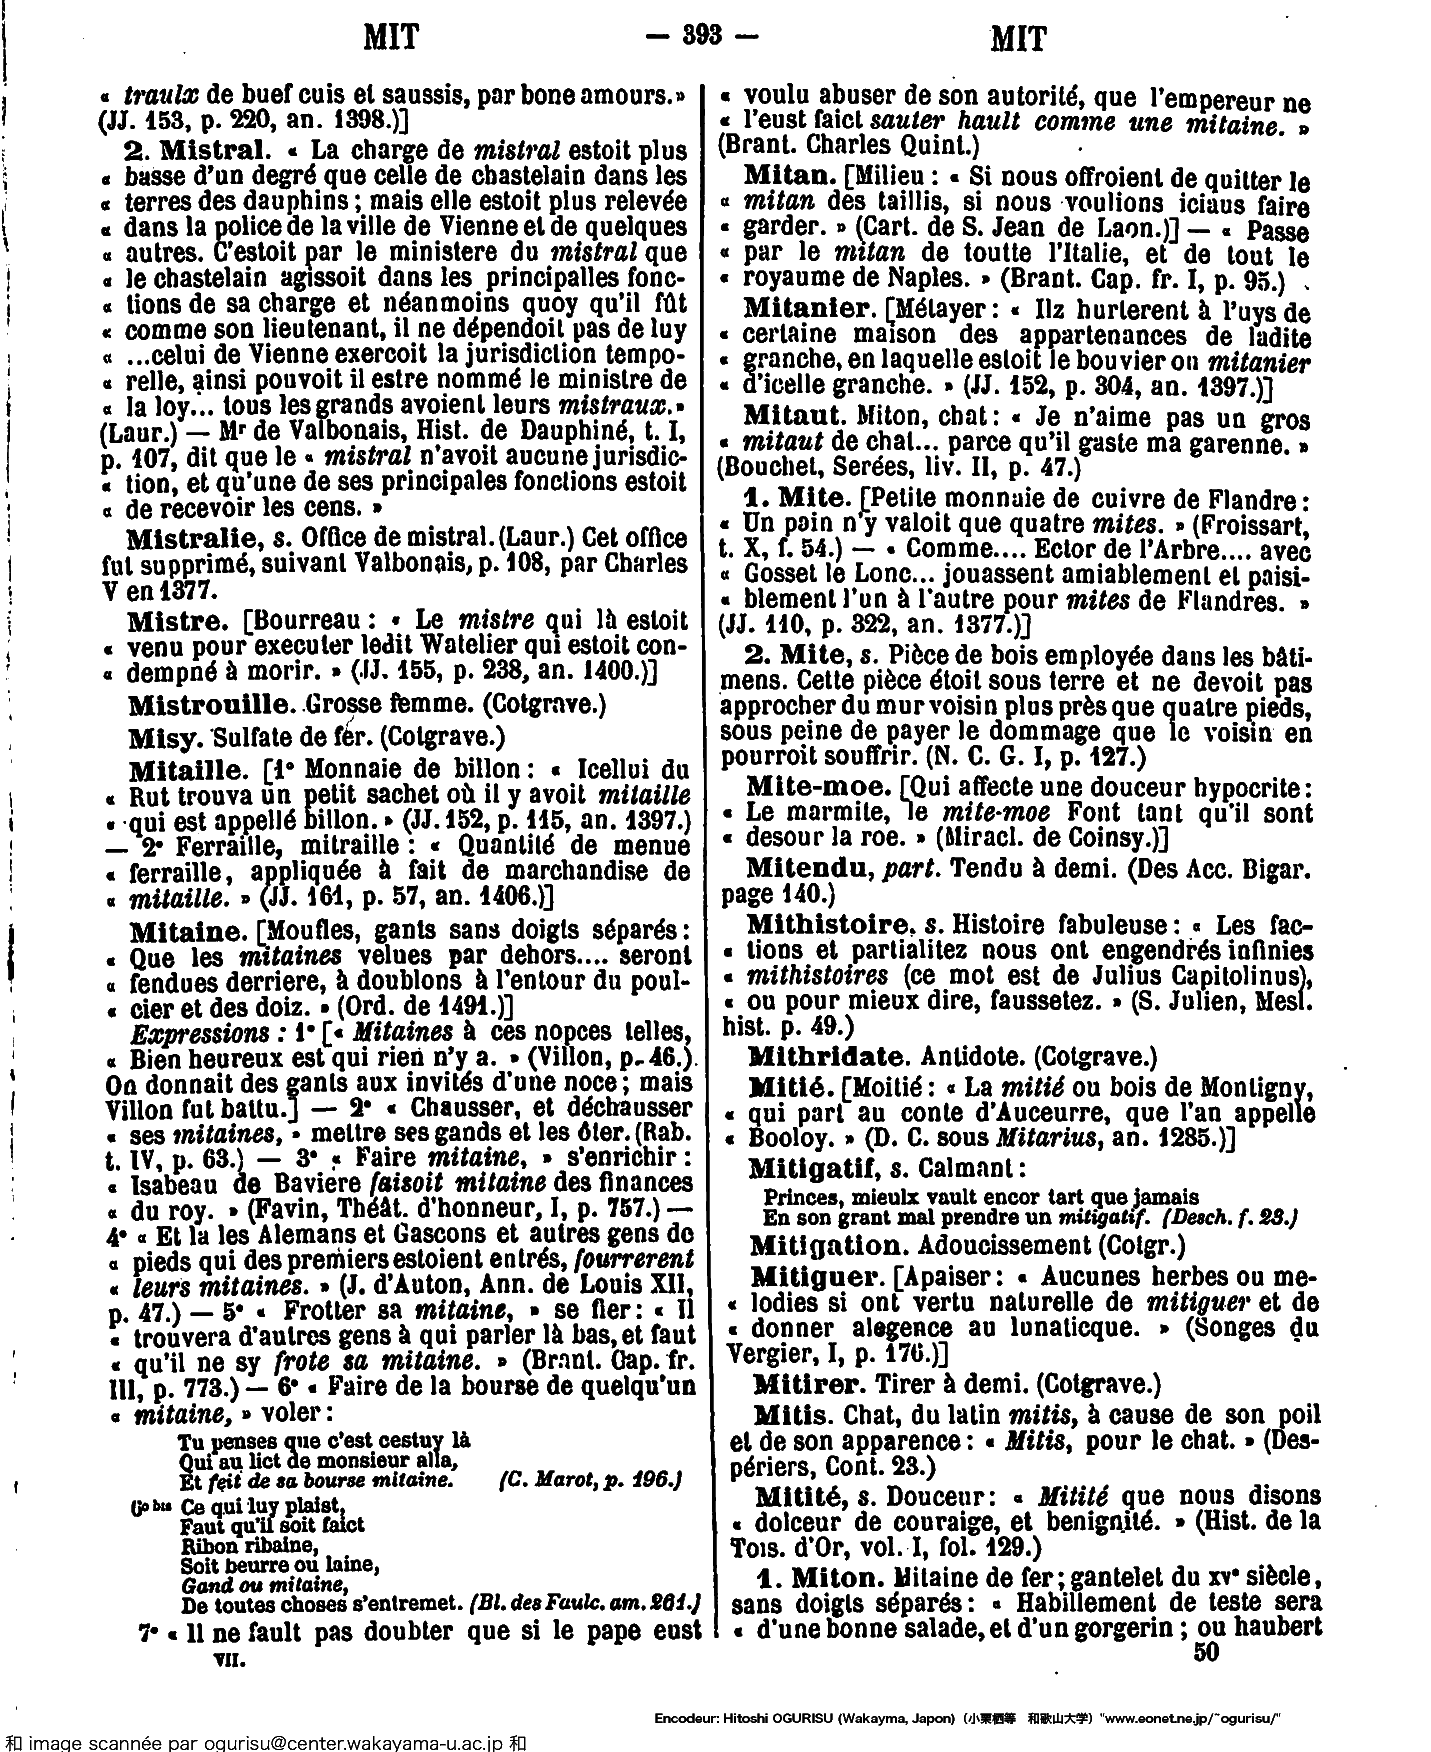 MIT — 393 — MIT
« traulx de buef cuis et saussis, par bone amours.»
(JJ. 153, p. 220, an. 1398.)]
2. Mistral. « La charge de mistral estoit plus
« basse d'un degré que celle de chastelain dans les
« terres des dauphins ; mais elle estoit plus relevée
« dans la police de la ville de Vienne et de quelques
« autres. C'estoit par le ministere du mistral que
« le chastelain agissoit dans les principalles fonc-
« tions de sa charge et néanmoins quoy qu'il fût
« comme son lieutenant, il ne dépendoit pas de luy
« ...celui de Vienne exercoit la jurisdiction tempo-
« relle, ainsi pouvoit il estre nommé le ministre de
« la loy... tous les grands avoient leurs mistraux.»
(Laur.) — Mr de Valbonais, Hist. de Dauphiné, t. I,
p. 107, dit que le « mistral n'avoit aucune jurisdic-
« tion, et qu'une de ses principales fonctions estoit
« de recevoir les cens. »
Mistralie, s. Office de mistral. (Laur.) Cet office
fut supprimé, suivant Valbonais, p. 108, par Charles
V en 1377.
Mistre. [Bourreau : « Le mistre qui là estoit
« venu pour executer ledit Watelier qui estoit con-
« dempné à morir. » (JJ. 155, p. 238, an. 1400.)]
Mistrouille. Grosse femme. (Cotgrave.)
Misy. Sulfate de fer. (Cotgrave.)
Mitaille. [1° Monnaie de billon : « Icellui du
« Rut trouva un petit sachet où il y avoit mitaille
« qui est appellé billon. » (JJ. 152, p. 115, an. 1397.)
— 2° Ferraille, mitraille : « Quantité de menue
« ferraille, appliquée à fait de marchandise de
« mitaille. » (JJ. 161, p. 57, an. 1406.)]
Mitaine. [Moufles, gants sans doigts séparés :
« Que les mitaines velues par dehors.... seront
« fendues derriere, à doublons à l'entour du poul-
« cier et des doiz. » (Ord. de 1491.)]
Expressions : 1° [« Mitaines à ces nopces telles,
« Bien heureux est qui rien n'y a. » (Villon, p. 46.)
On donnait des gants aux invités d'une noce ; mais
Villon fut battu.] — 2° « Chausser, et déchausser
« ses mitaines, » mettre ses gands et les ôter. (Rab.
t. IV, p. 63.) — 3° « Faire mitaine, » s'enrichir :
« Isabeau de Baviere faisoit mitaine des finances
« du roy. » (Favin, Théât. d'honneur, I, p. 757.) —
4° « Et la les Alemans et Gascons et autres gens de
« pieds qui des premiers estoient entrés, fourrerent
« leurs mitaines. » (J. d'Auton, Ann. de Louis XII,
p. 47.) — 5° « Frotter sa mitaine, » se fier : « Il
« trouvera d'autres gens à qui parler là bas, et faut
« qu'il ne sy frote sa mitaine. » (Brant. Cap. fr.
III, p. 773.) — 6° « Faire de la bourse de quelqu'un
« mitaine, » voler :
Tu penses que c'est cestuy là
Qui au lict de monsieur alla,
Et feit de sa bourse mitaine. (C. Marot, p. 196.)
6° bis Ce qui luy plaist,
Faut qu'il soit faict
Ribon ribaine,
Soit beurre ou laine,
Gand ou mitaine,
De toutes choses s'entremet. (Bl. des Faulc. am. 261.)
7° « Il ne fault pas doubter que si le pape eust
VII.
« voulu abuser de son autorité, que l'empereur ne
« l'eust faict sauter hault comme une mitaine. »
(Brant. Charles Quint.)
Mitan. [Milieu : « Si nous offroient de quitter le
« mitan des taillis, si nous voulions iciaus faire
« garder. » (Cart. de S. Jean de Laon.)] — « Passe
« par le mitan de toutte l'Italie, et de tout le
« royaume de Naples. » (Brant. Cap. fr. I, p. 95.)
Mitanier. [Métayer : « Ilz hurterent à l'uys de
« certaine maison des appartenances de ladite
« granche, en laquelle estoit le bouvier ou mitanier
« d'icelle granche. » (JJ. 152, p. 304, an. 1397.)]
Mitaut. Miton, chat : « Je n'aime pas un gros
« mitaut de chat... parce qu'il gaste ma garenne. »
(Bouchet, Serées, liv. II, p. 47.)
1. Mite. [Petite monnaie de cuivre de Flandre :
« Un pain n'y valoit que quatre mites. » (Froissart,
t. X, f. 54.) — « Comme.... Ector de l'Arbre.... avec
« Gosset le Lonc... jouassent amiablement et paisi-
« blement l'un à l'autre pour mites de Flandres. »
(JJ. 110, p. 322, an. 1377.)]
2. Mite, s. Pièce de bois employée dans les bâti-
mens. Cette pièce étoit sous terre et ne devoit pas
approcher du mur voisin plus près que quatre pieds,
sous peine de payer le dommage que le voisin en
pourroit souffrir. (N. C. G. I, p. 127.)
Mite-moe. [Qui affecte une douceur hypocrite :
« Le marmite, le mite-moe Font tant qu'il sont
« desour la roe. » (Miracl. de Coinsy.)]
Mitendu, part. Tendu à demi. (Des Acc. Bigar.
page 140.)
Mithistoire, s. Histoire fabuleuse : « Les fac-
« tions et partialitez nous ont engendrés infinies
« mithistoires (ce mot est de Julius Capitolinus),
« ou pour mieux dire, faussetez. » (S. Julien, Mesl.
hist. p. 49.)
Mithridate. Antidote. (Cotgrave.)
Mitié. [Moitié : « La mitié ou bois de Montigny,
« qui part au conte d'Auceurre, que l'an appelle
« Booloy. » (D. C. sous Mitarius, an. 1285.)]
Mitigatif, s. Calmant :
Princes, mieulx vault encor tart que jamais
En son grant mal prendre un mitigatif. (Desch. f. 23.)
Mitigation. Adoucissement (Cotgr.)
Mitiguer. [Apaiser : « Aucunes herbes ou me-
« lodies si ont vertu naturelle de mitiguer et de
« donner alegence au lunaticque. » (Songes du
Vergier, I, p. 176.)]
Mitirer. Tirer à demi. (Cotgrave.)
Mitis. Chat, du latin mitis, à cause de son poil
et de son apparence : « Mitis, pour le chat. » (Des-
périers, Cont. 23.)
Mitité, s. Douceur : « Mitité que nous disons
« dolceur de couraige, et benignité. » (Hist. de la
Tois. d'Or, vol. I, fol. 129.)
1. Miton. Mitaine de fer ; gantelet du xve siècle,
sans doigts séparés : « Habillement de teste sera
« d'une bonne salade, et d'un gorgerin ; ou haubert
50
Encodeur: Hitoshi OGURISU (Wakayma, Japon) (小栗栖等 和歌山大学) "www.eonet.ne.jp/~ogurisu/"
和 image scannée par ogurisu@center.wakayama-u.ac.jp 和